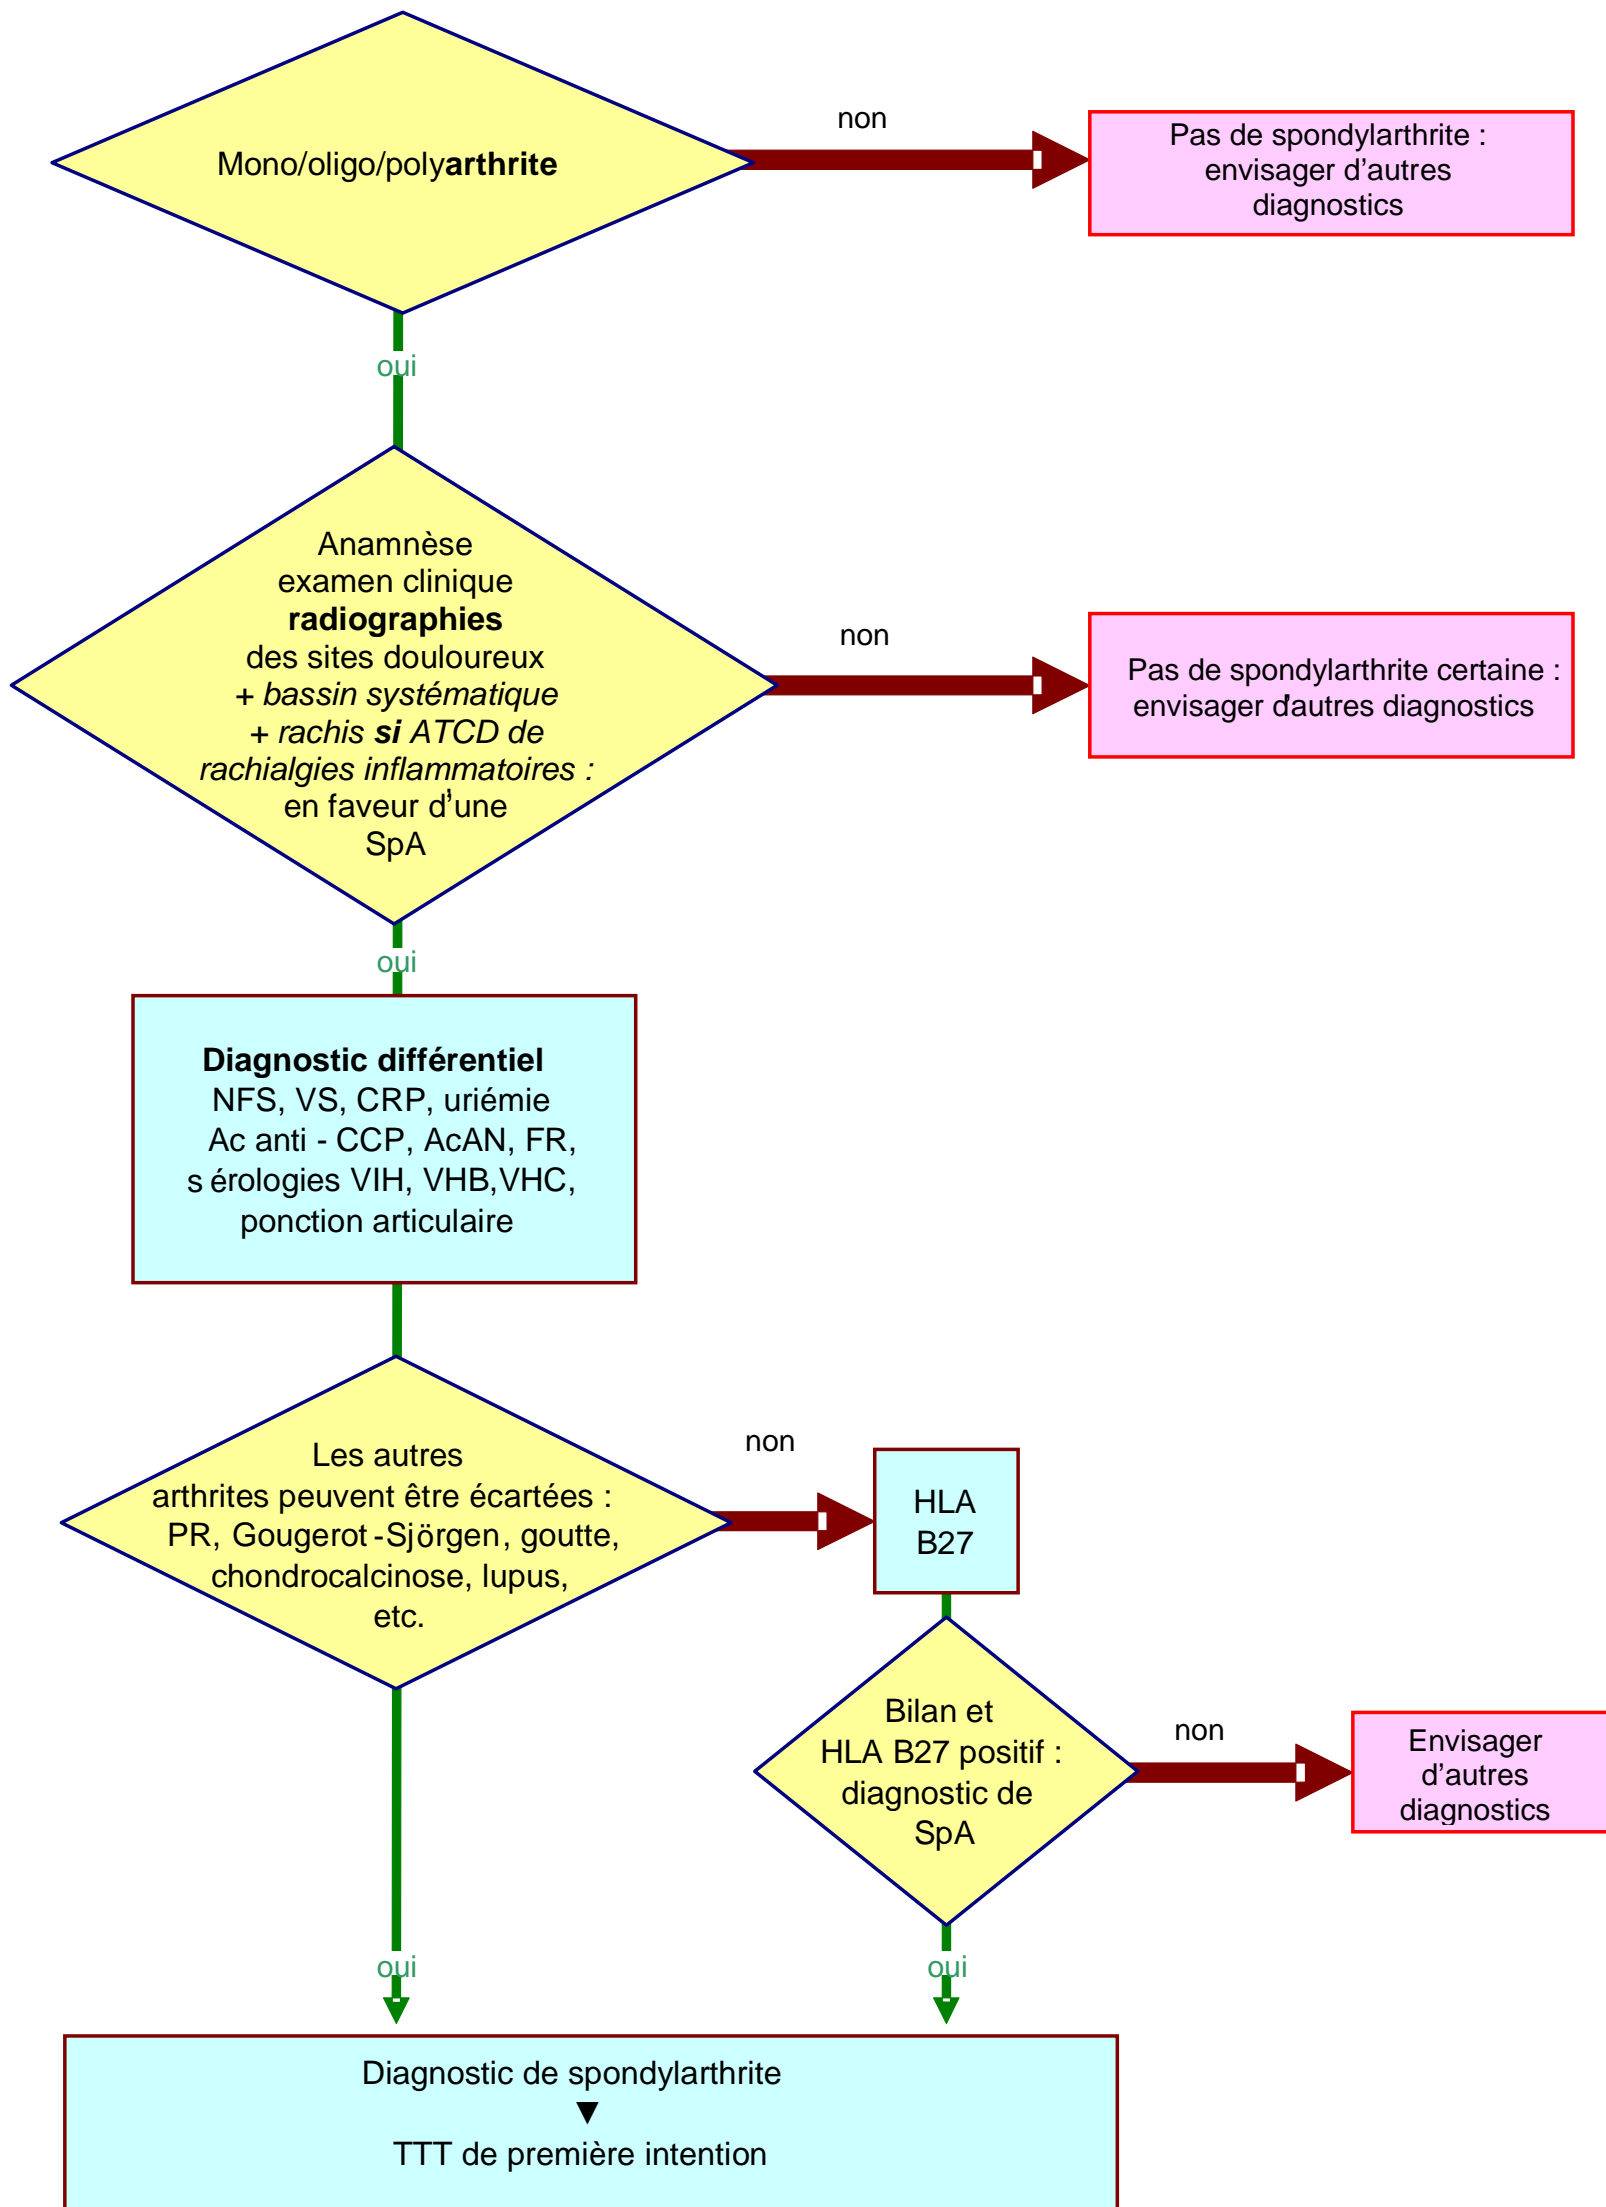 Mono/oligo/polyarthrite
non
Pas de spondylarthrite :
envisager d'autres
diagnostics
oui
Anamnèse
examen clinique
radiographies
des sites douloureux
+ bassin systématique
+ rachis si ATCD de
rachialgies inflammatoires :
en faveur d'une
SpA
non
Pas de spondylarthrite certaine :
envisager d'autres diagnostics
oui
Diagnostic différentiel
NFS, VS, CRP, uriémie
Ac anti - CCP, AcAN, FR,
s érologies VIH, VHB,VHC,
ponction articulaire
Les autres
arthrites peuvent être écartées :
PR, Gougerot -Sjörgen, goutte,
chondrocalcinose, lupus,
etc.
non
HLA
B27
Bilan et
HLA B27 positif :
diagnostic de
SpA
non
Envisager
d'autres
diagnostics
oui
oui
Diagnostic de spondylarthrite
▼
TTT de première intention